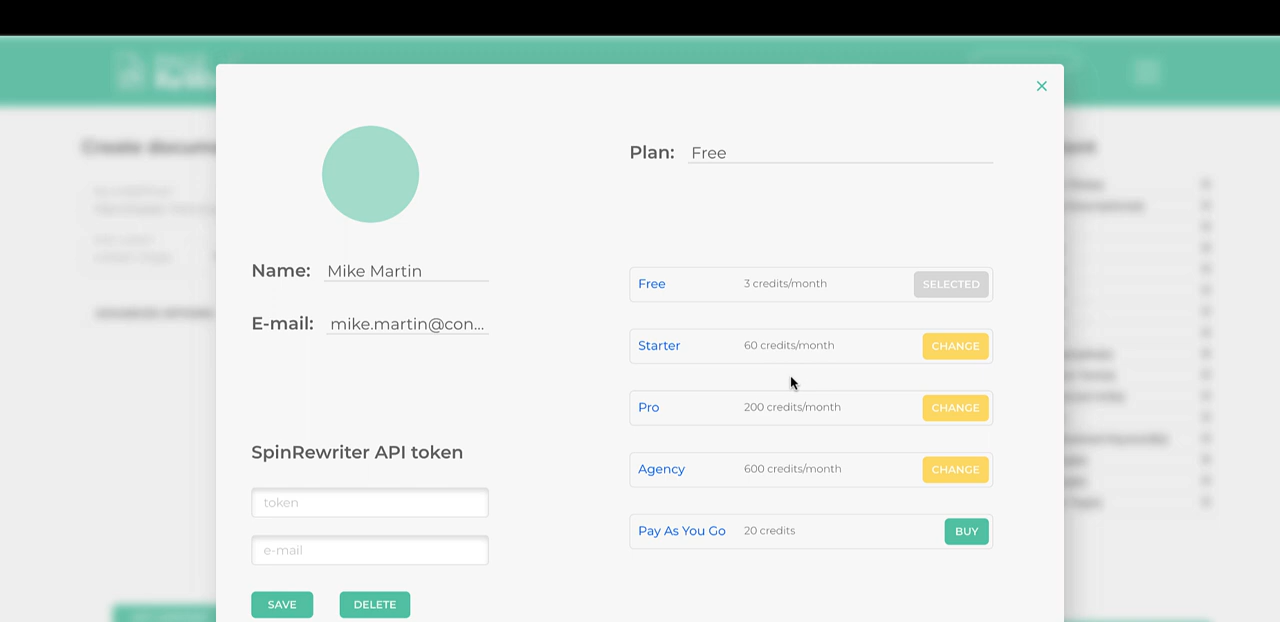 Plan: Free
Name: Mike Martin
E-mail: mike.martin@con...
Free 3 credits/month SELECTED
Starter 60 credits/month CHANGE
Pro 200 credits/month CHANGE
Agency 600 credits/month CHANGE
Pay As You Go 20 credits BUY
SpinRewriter API token
token
e-mail
SAVE DELETE